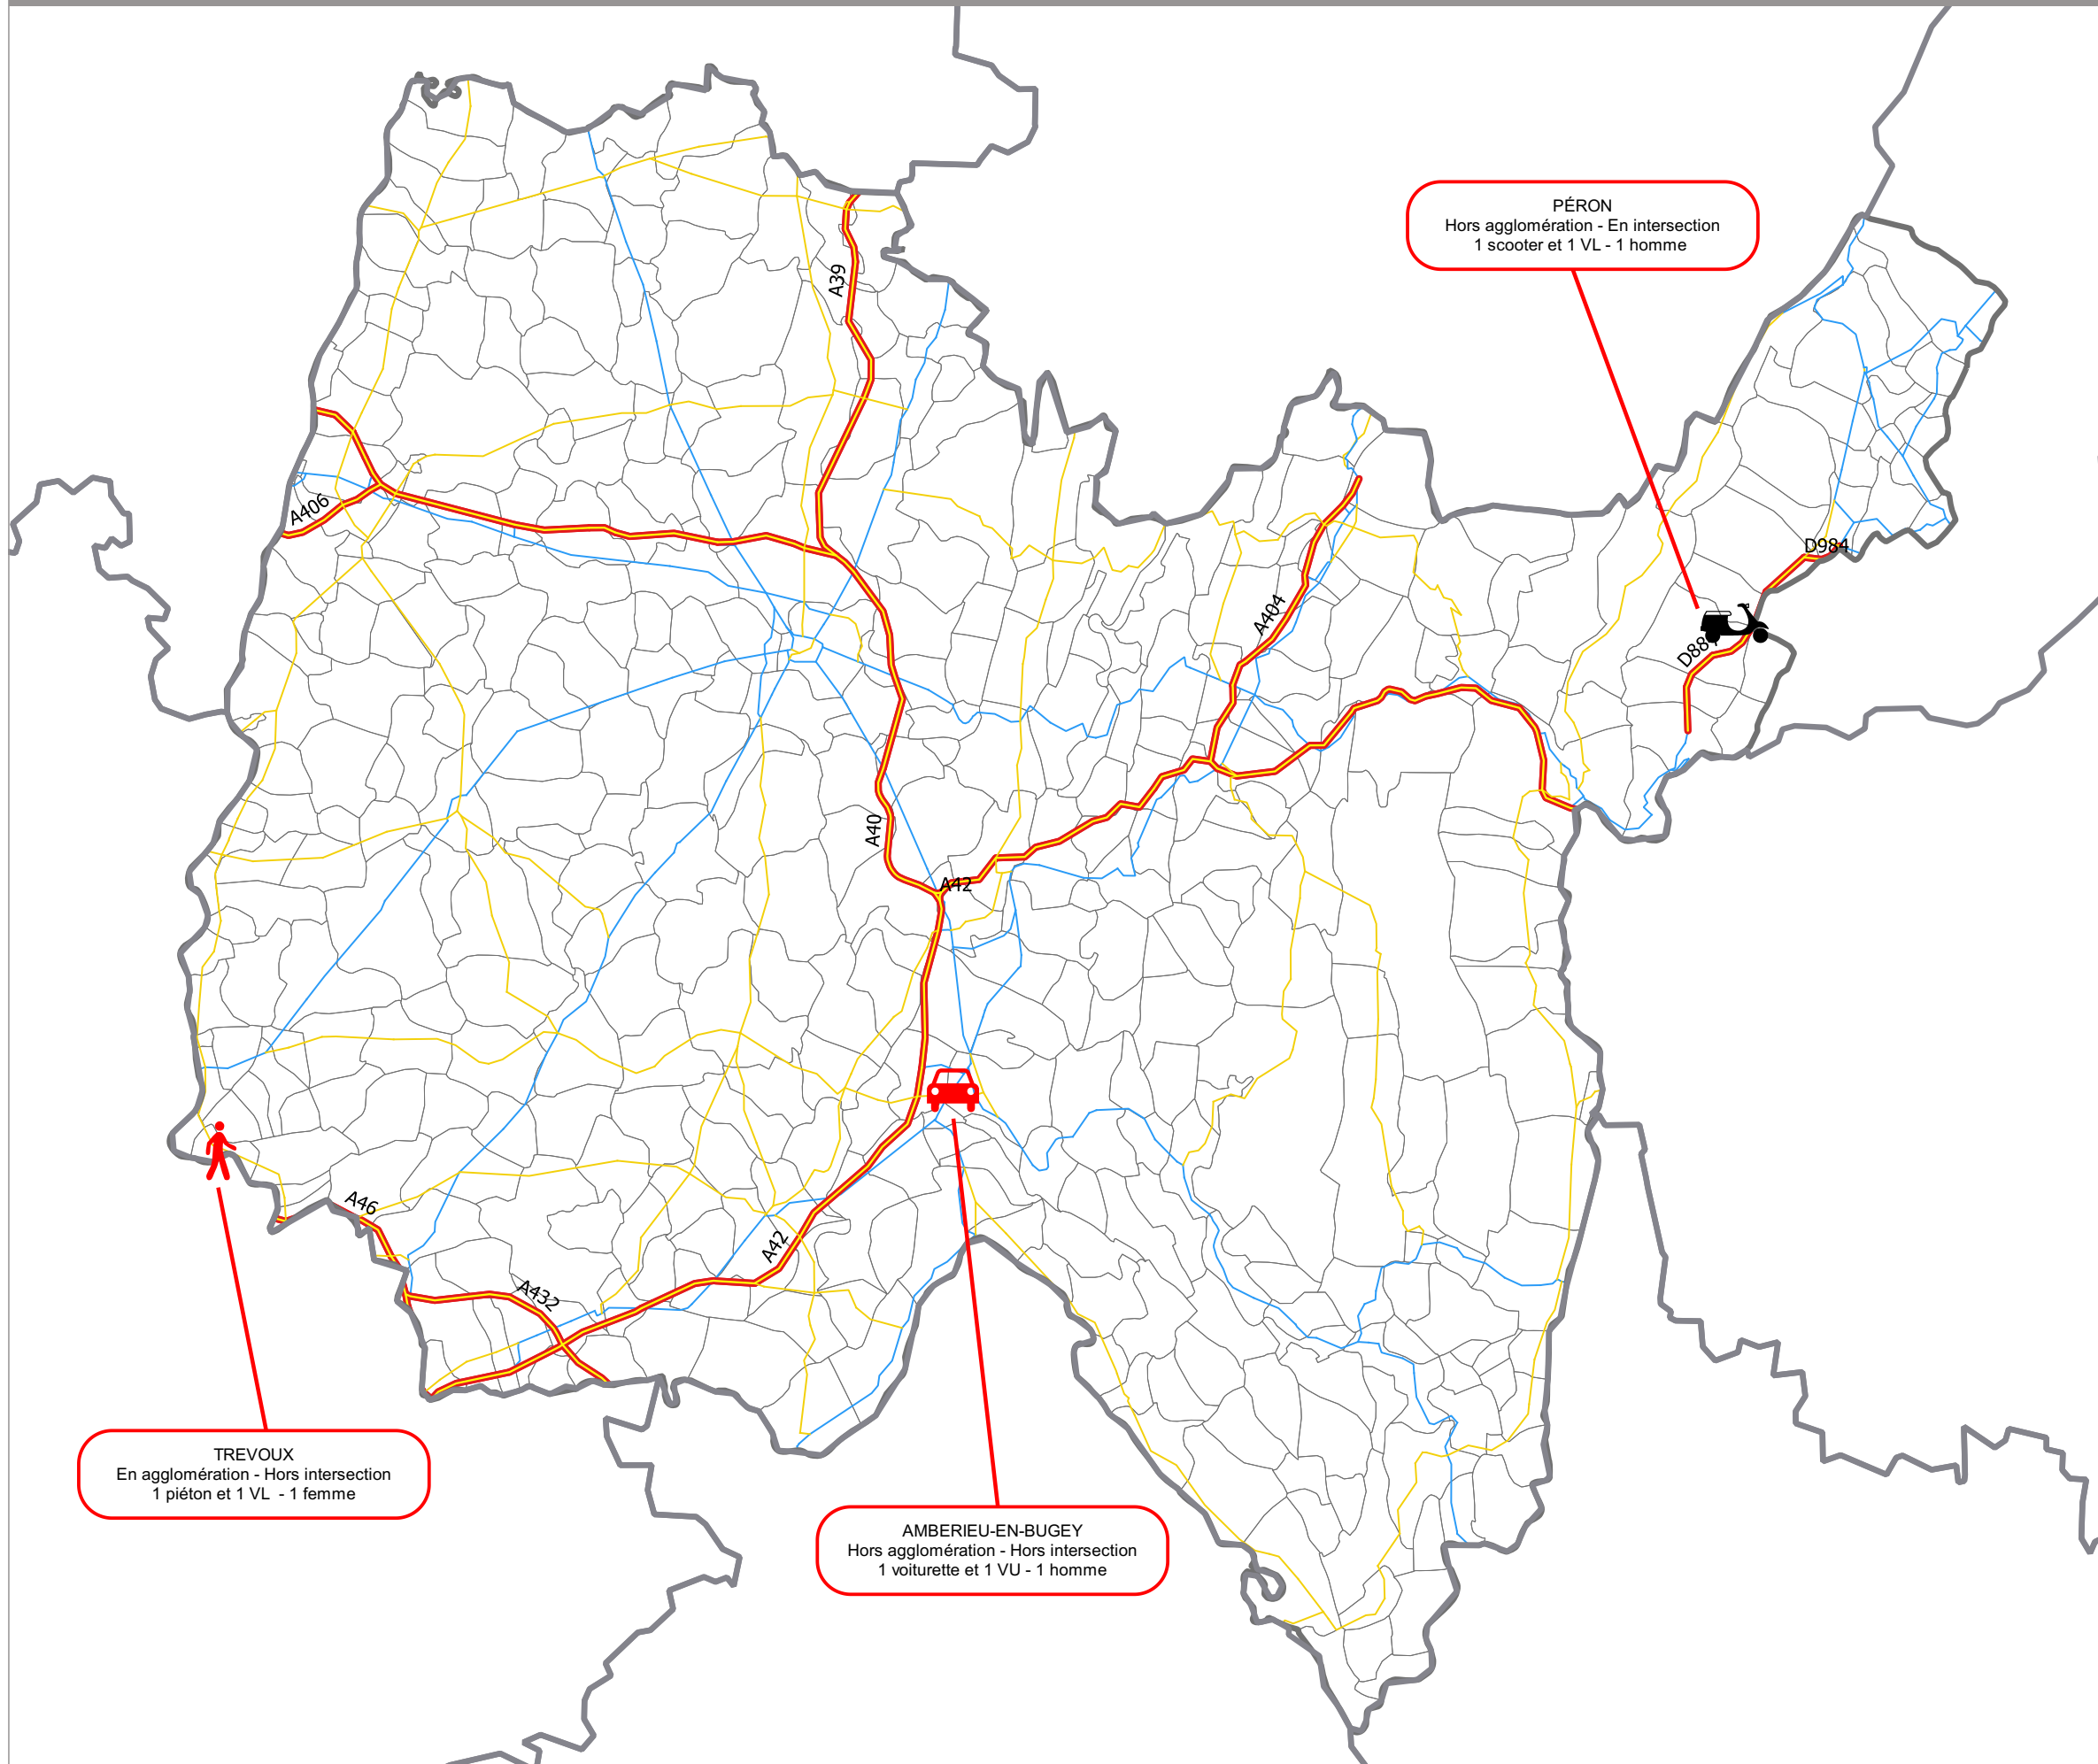 PÉRON
Hors agglomération - En intersection
1 scooter et 1 VL - 1 homme
A39
A406
D984
A404
A40
A42
A46
A432
A42
TREVOUX
En agglomération - Hors intersection
1 piéton et 1 VL - 1 femme
AMBERIEU-EN-BUGEY
Hors agglomération - Hors intersection
1 voiturette et 1 VU - 1 homme